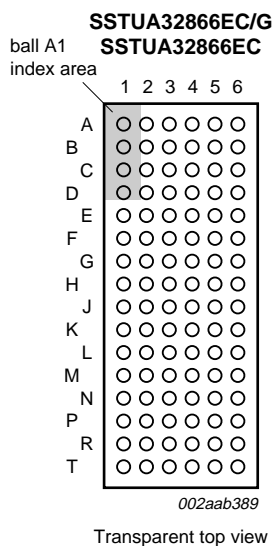 SSTUA32866EC/G
SSTUA32866EC
ball A1
index area
1 2 3 4 5 6
A
B
C
D
E
F
G
H
J
K
L
M
N
P
R
T
002aab389
Transparent top view